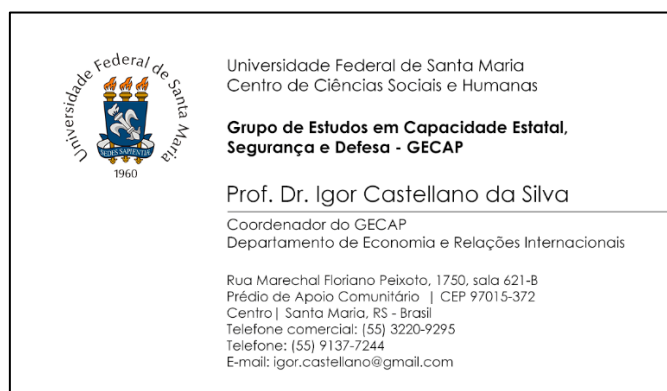 Universidade Federal de Santa Maria
SEDES SAPIENTIAE
1960
Universidade Federal de Santa Maria
Centro de Ciências Sociais e Humanas
Grupo de Estudos em Capacidade Estatal,
Segurança e Defesa - GECAP
Prof. Dr. Igor Castellano da Silva
Coordenador do GECAP
Departamento de Economia e Relações Internacionais
Rua Marechal Floriano Peixoto, 1750, sala 621-B
Prédio de Apoio Comunitário | CEP 97015-372
Centro| Santa Maria, RS - Brasil
Telefone comercial: (55) 3220-9295
Telefone: (55) 9137-7244
E-mail: igor.castellano@gmail.com